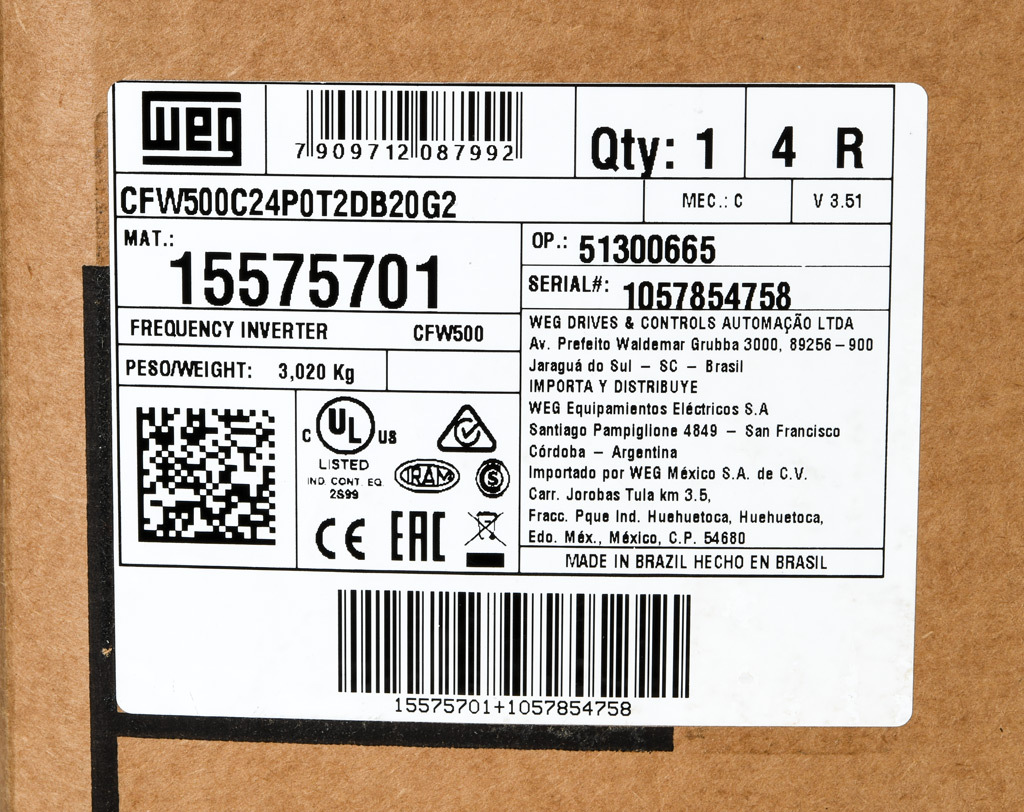 weg
7 909712 087992
Qty: 1
4 R
CFW500C24P0T2DB20G2
MEC.: C
V 3.51
MAT.:
15575701
OP.: 51300665
SERIAL#: 1057854758
FREQUENCY INVERTER CFW500
PESO/WEIGHT: 3,020 Kg
WEG DRIVES & CONTROLS AUTOMAÇÃO LTDA
Av. Prefeito Waldemar Grubba 3000, 89256-900
Jaraguá do Sul - SC - Brasil
IMPORTA Y DISTRIBUYE
WEG Equipamientos Eléctricos S.A
Santiago Pampiglione 4849 - San Francisco
Córdoba - Argentina
Importado por WEG México S.A. de C.V.
Carr. Jorobas Tula km 3.5,
Fracc. Pque Ind. Huehuetoca, Huehuetoca,
Edo. Méx., México, C.P. 54680
MADE IN BRAZIL HECHO EN BRASIL
C UL US
LISTED
IND. CONT. EQ.
2S99
IRAM
S
CE EAC
15575701+1057854758